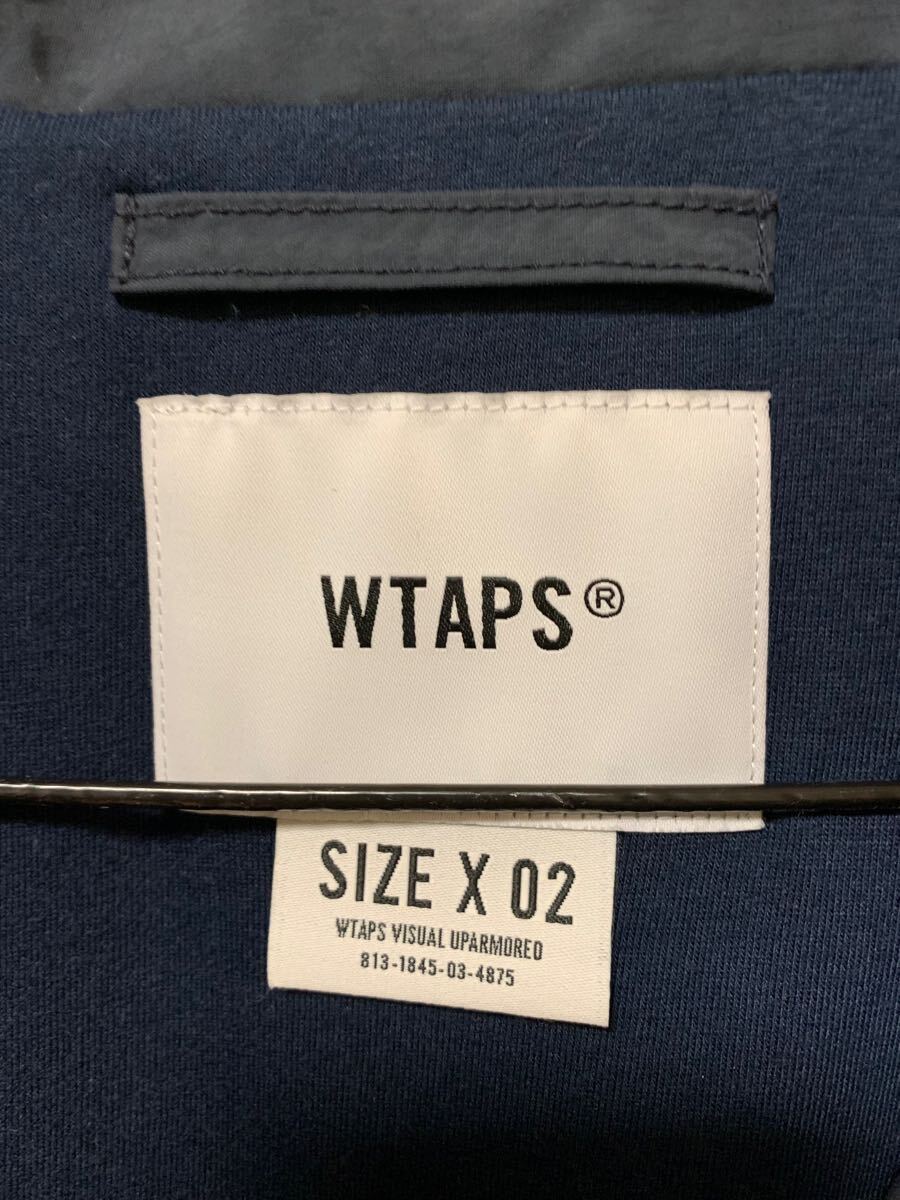 WTAPS®
SIZE X 02
WTAPS VISUAL UPARMORED
813-1845-03-4875